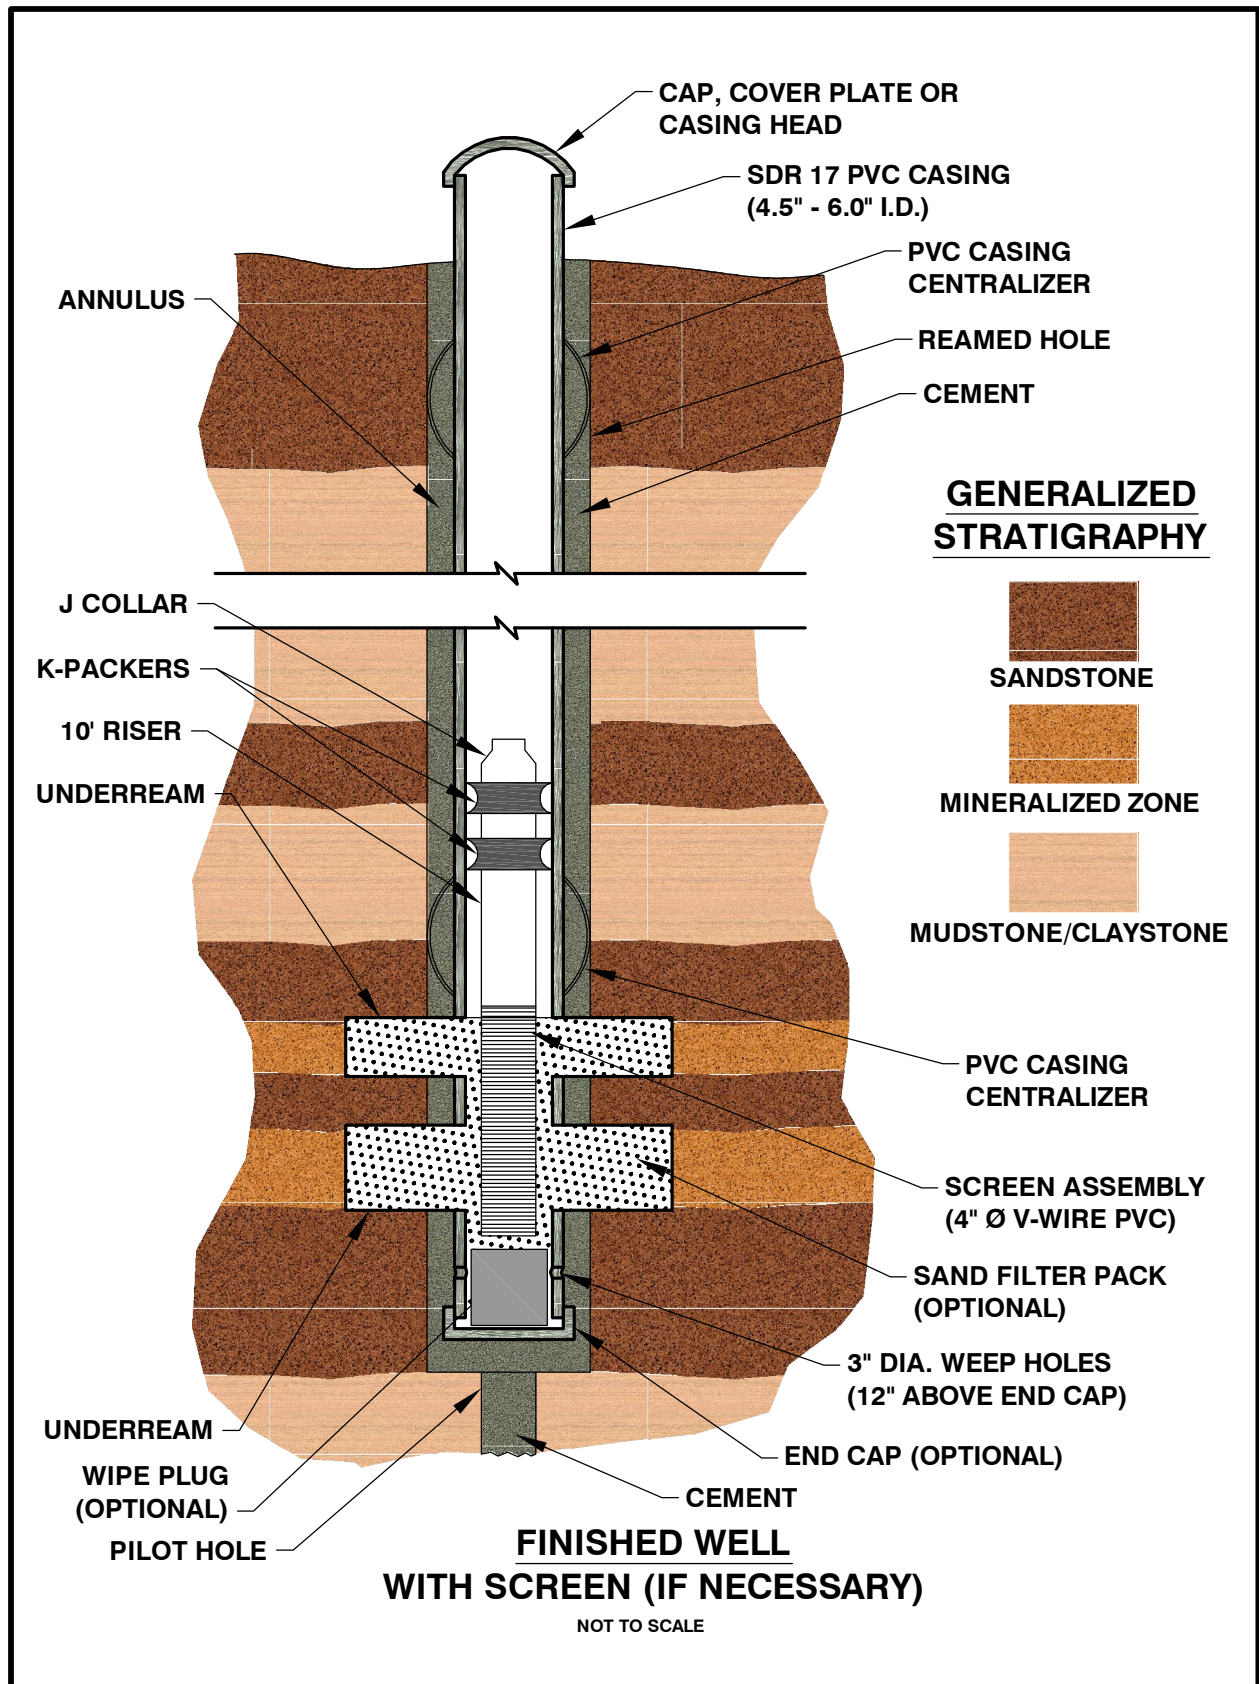 CAP, COVER PLATE OR
CASING HEAD
SDR 17 PVC CASING
(4.5" - 6.0" I.D.)
PVC CASING
CENTRALIZER
ANNULUS
REAMED HOLE
CEMENT
GENERALIZED
STRATIGRAPHY
SANDSTONE
MINERALIZED ZONE
MUDSTONE/CLAYSTONE
J COLLAR
K-PACKERS
10' RISER
UNDERREAM
PVC CASING
CENTRALIZER
SCREEN ASSEMBLY
(4" Ø V-WIRE PVC)
SAND FILTER PACK
(OPTIONAL)
3" DIA. WEEP HOLES
(12" ABOVE END CAP)
END CAP (OPTIONAL)
CEMENT
UNDERREAM
WIPE PLUG
(OPTIONAL)
PILOT HOLE
FINISHED WELL
WITH SCREEN (IF NECESSARY)
NOT TO SCALE